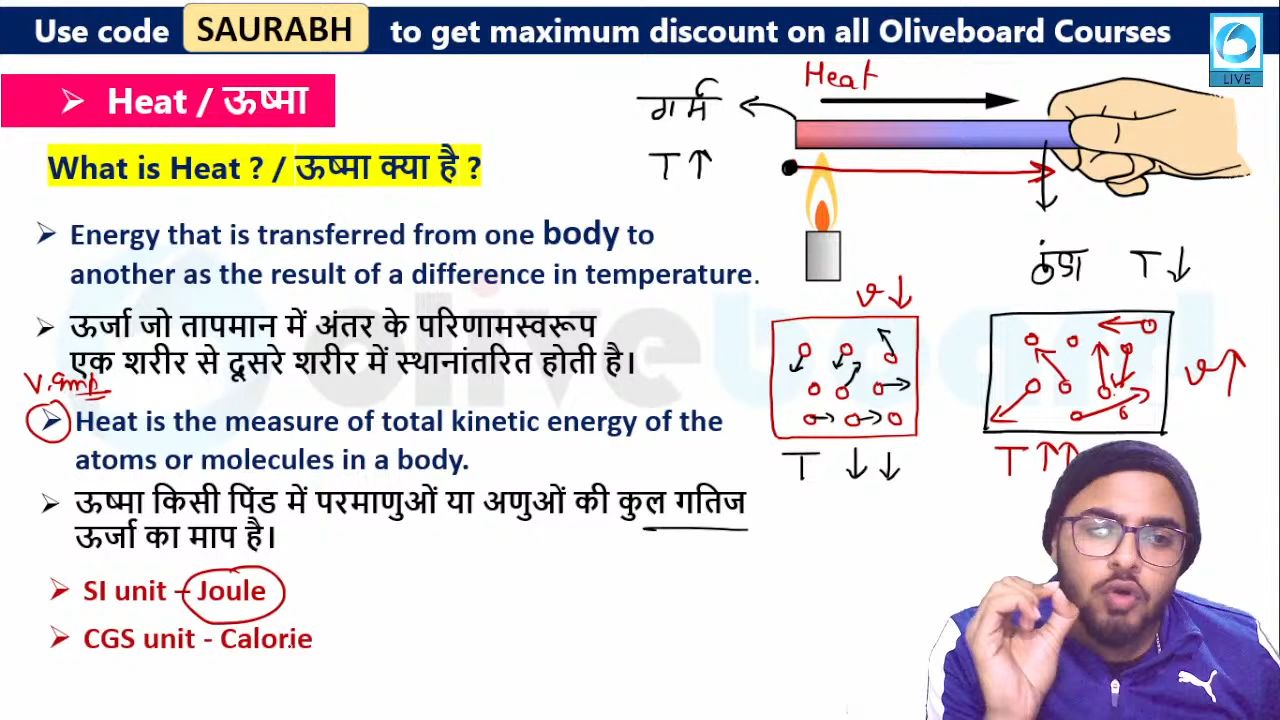 Use code SAURABH to get maximum discount on all Oliveboard Courses
LIVE
➢ Heat / ऊष्मा
What is Heat ? / ऊष्मा क्या है ?
➢ Energy that is transferred from one body to
another as the result of a difference in temperature.
➢ ऊर्जा जो तापमान में अंतर के परिणामस्वरूप
एक शरीर से दूसरे शरीर में स्थानांतरित होती है।
V. Imp
➢ Heat is the measure of total kinetic energy of the
atoms or molecules in a body.
➢ ऊष्मा किसी पिंड में परमाणुओं या अणुओं की कुल गतिज
ऊर्जा का माप है।
➢ SI unit – Joule
➢ CGS unit - Calorie
Heat
गर्म
T↑
ठंडा T↓
v↓
v↑
T ↓↓
T↑↑
oliveboard